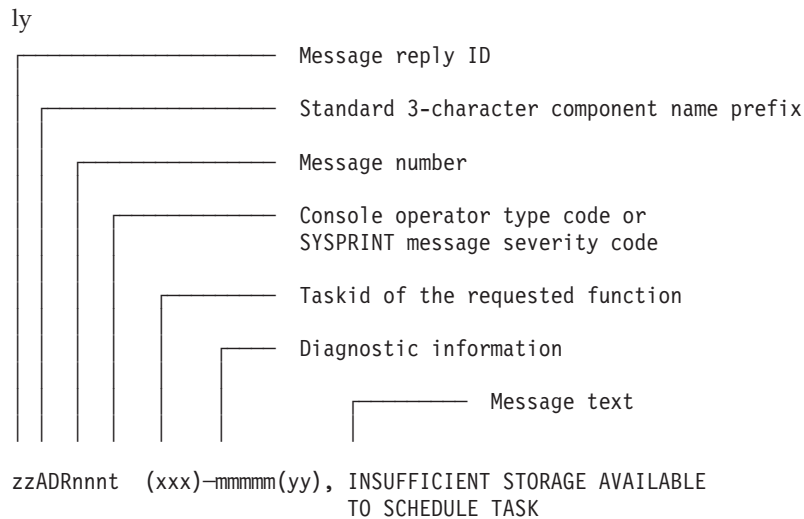 ly
Message reply ID
Standard 3-character component name prefix
Message number
Console operator type code or
SYSPRINT message severity code
Taskid of the requested function
Diagnostic information
Message text
zzADRnnnt (xxx)—mmmmm(yy), INSUFFICIENT STORAGE AVAILABLE
TO SCHEDULE TASK